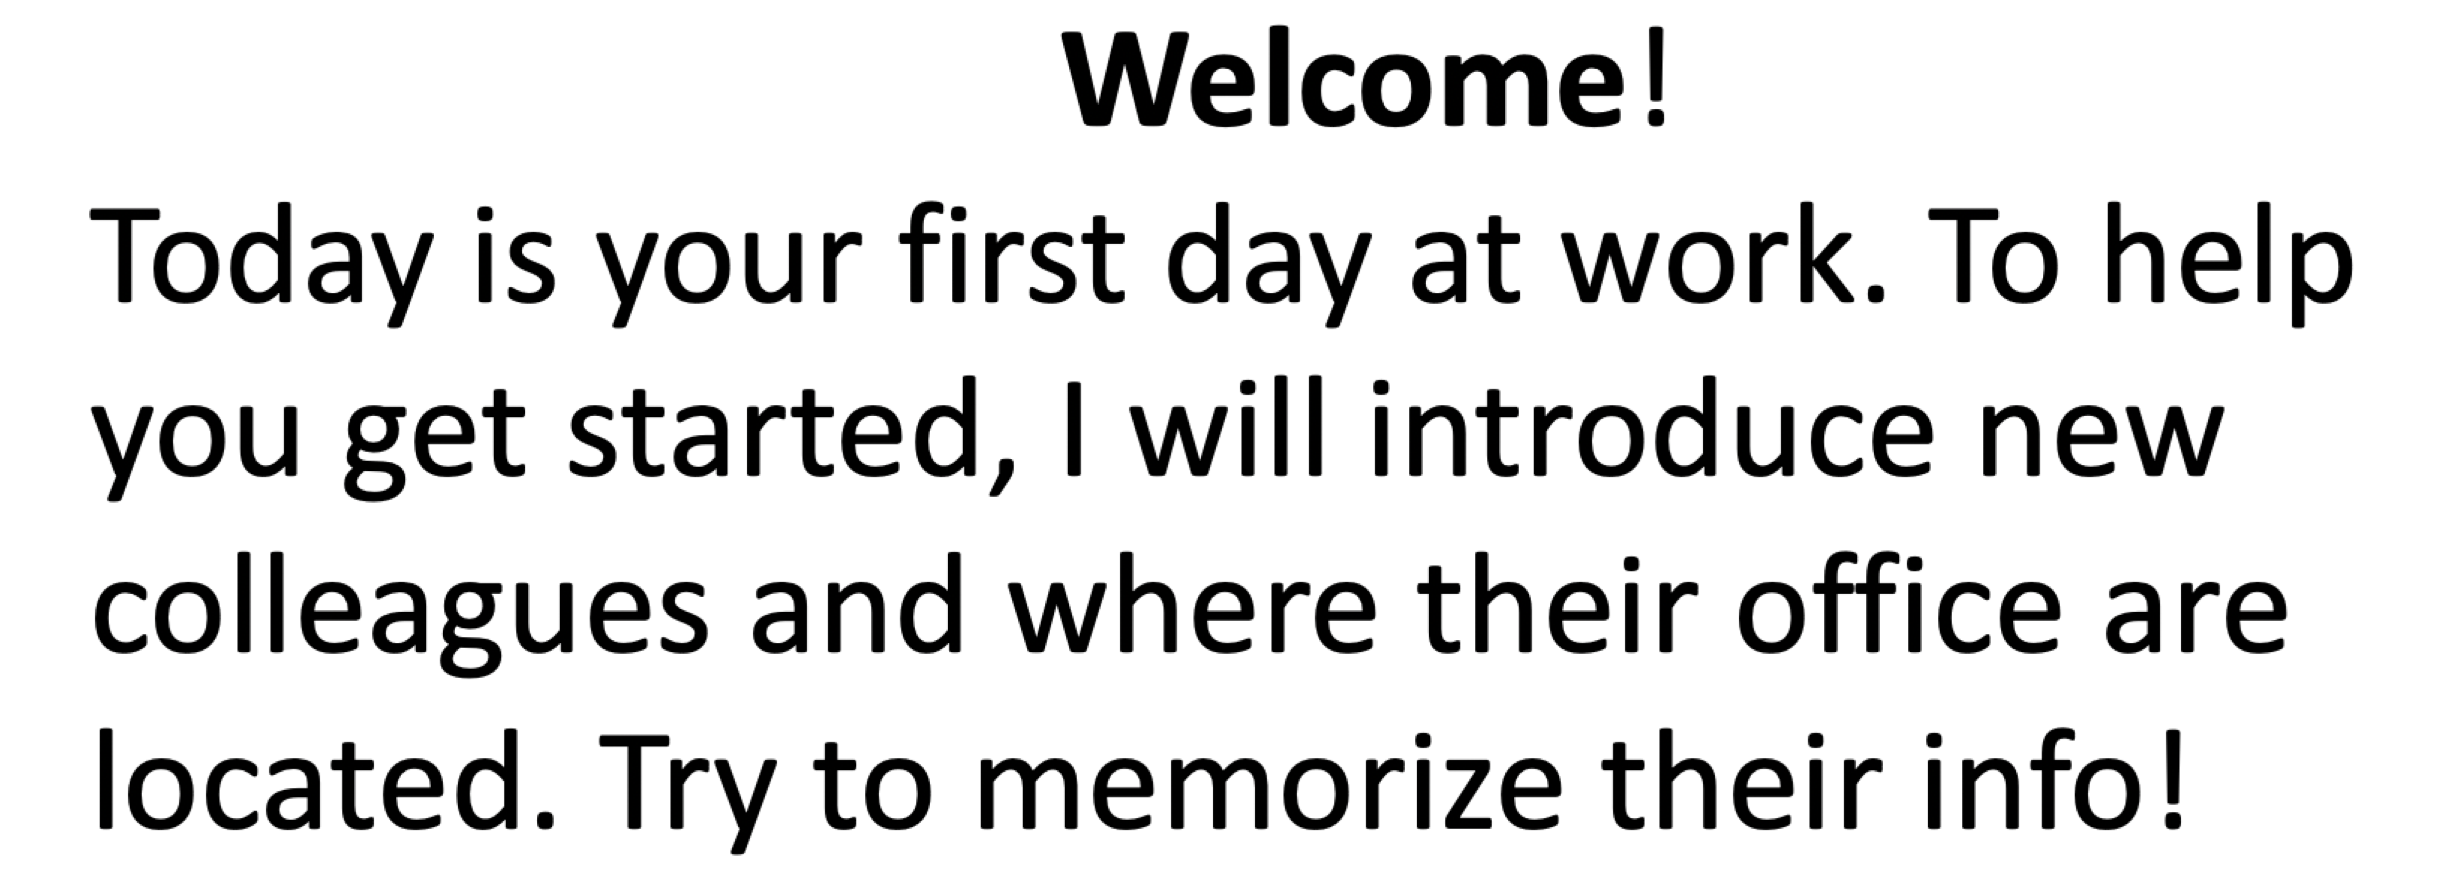 Welcome!
Today is your first day at work. To help
you get started, I will introduce new
colleagues and where their office are
located. Try to memorize their info!